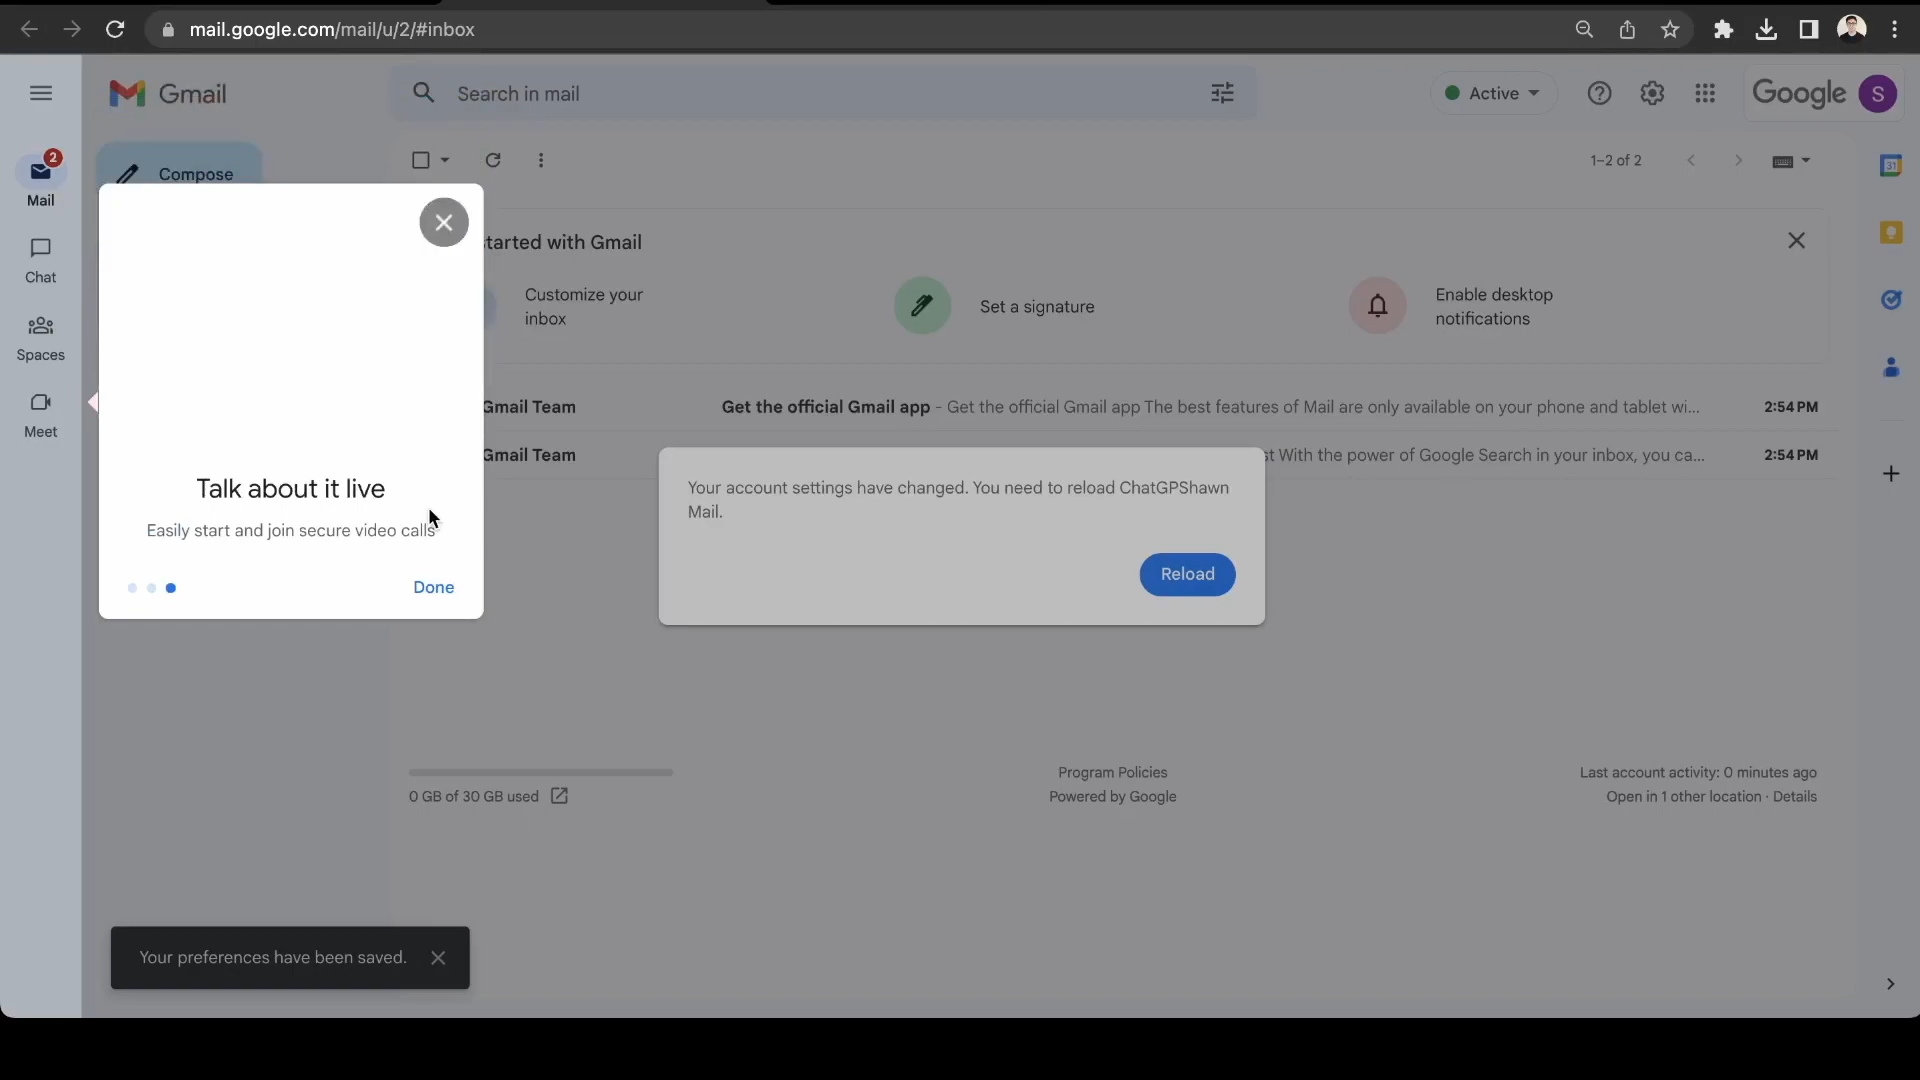 mail.google.com/mail/u/2/#inbox
Gmail
Search in mail
Active
Google
S
2
Mail
Chat
Spaces
Meet
Compose
1–2 of 2
31
started with Gmail
Customize your
inbox
Set a signature
Enable desktop
notifications
Gmail Team
Get the official Gmail app - Get the official Gmail app The best features of Mail are only available on your phone and tablet wi...
2:54 PM
Gmail Team
st With the power of Google Search in your inbox, you ca...
2:54 PM
Talk about it live
Easily start and join secure video calls
Done
Your account settings have changed. You need to reload ChatGPShawn
Mail.
Reload
0 GB of 30 GB used
Program Policies
Powered by Google
Last account activity: 0 minutes ago
Open in 1 other location · Details
Your preferences have been saved.